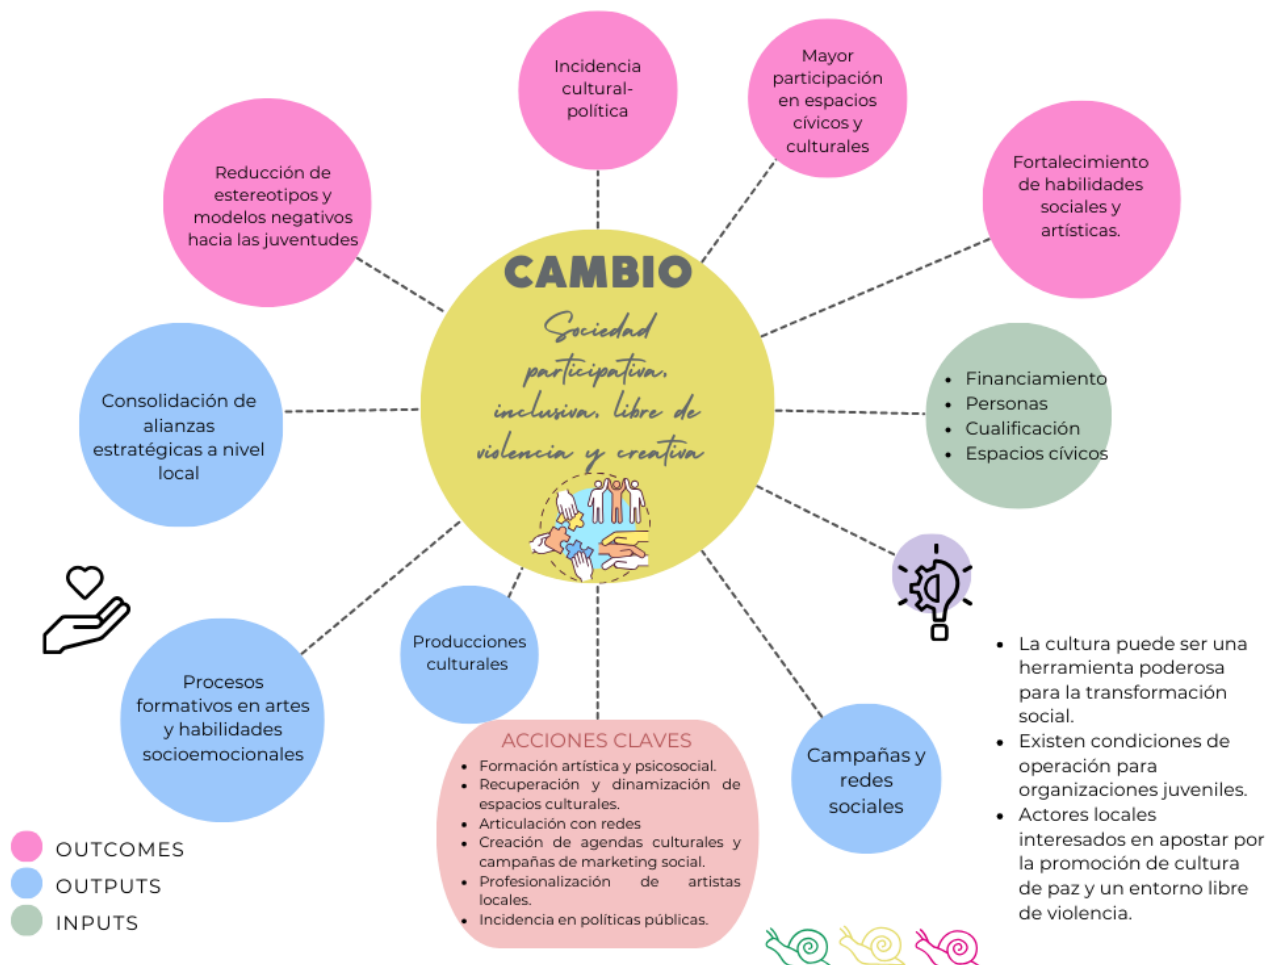 Incidencia
cultural-
política
Mayor
participación
en espacios
cívicos y
culturales
Reducción de
estereotipos y
modelos negativos
hacia las juventudes
Fortalecimiento
de habilidades
sociales y
artísticas.
CAMBIO
Sociedad
participativa,
inclusiva, libre de
violencia y creativa
Consolidación de
alianzas
estratégicas a nivel
local
• Financiamiento
• Personas
• Cualificación
• Espacios cívicos
Procesos
formativos en artes
y habilidades
socioemocionales
Producciones
culturales
ACCIONES CLAVES
• Formación artística y psicosocial.
• Recuperación y dinamización de
espacios culturales.
• Articulación con redes
• Creación de agendas culturales y
campañas de marketing social.
• Profesionalización de artistas
locales.
• Incidencia en políticas públicas.
Campañas y
redes
sociales
• La cultura puede ser una
herramienta poderosa
para la transformación
social.
• Existen condiciones de
operación para
organizaciones juveniles.
• Actores locales
interesados en apostar por
la promoción de cultura
de paz y un entorno libre
de violencia.
OUTCOMES
OUTPUTS
INPUTS